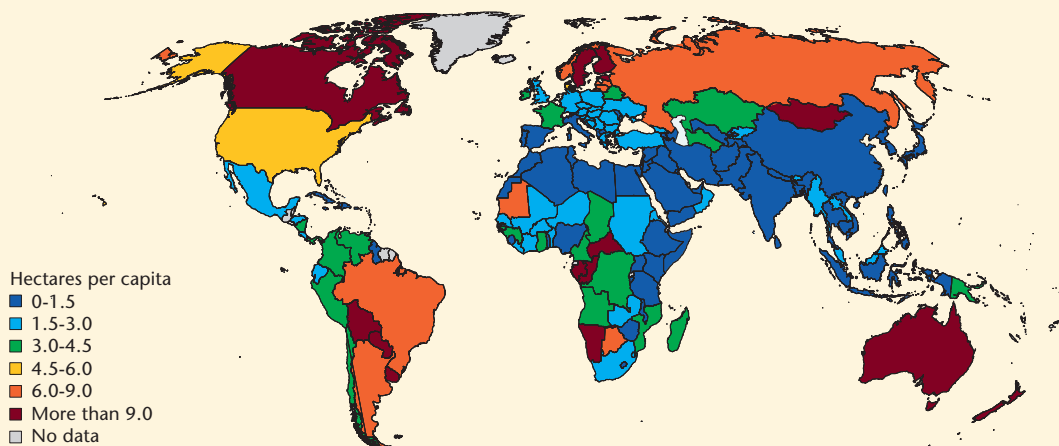 Hectares per capita
0-1.5
1.5-3.0
3.0-4.5
4.5-6.0
6.0-9.0
More than 9.0
No data